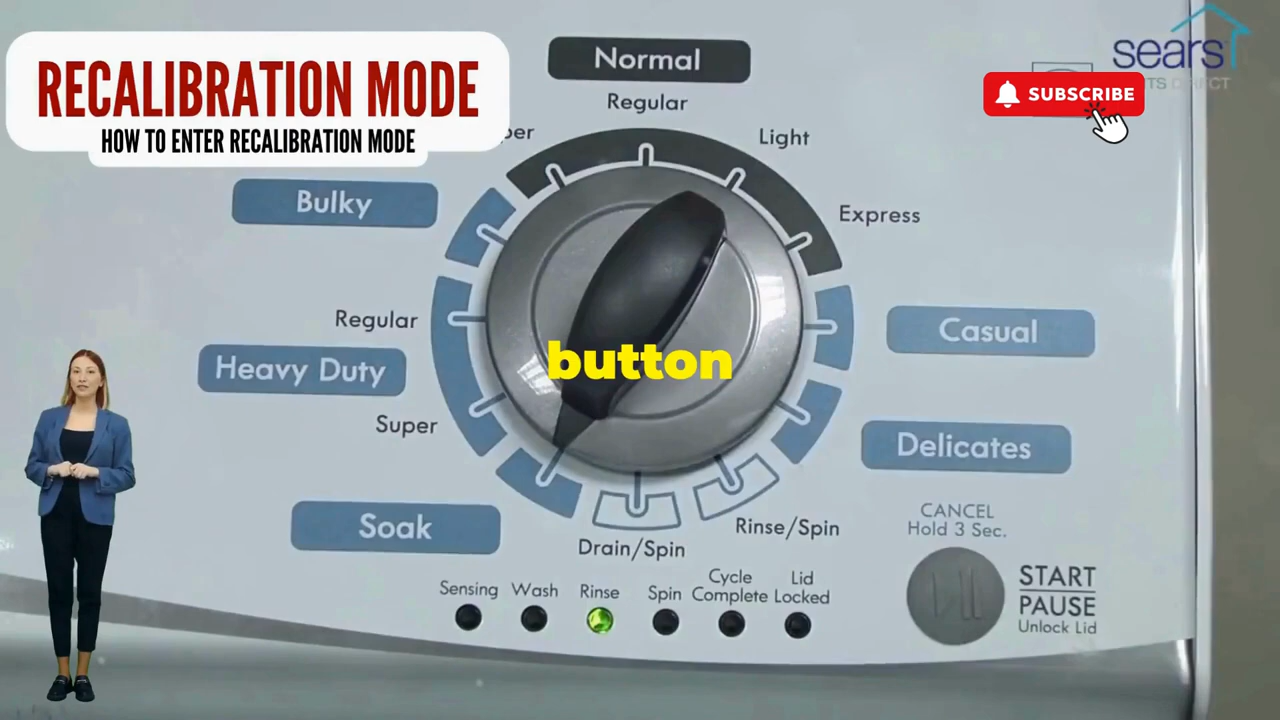 RECALIBRATION MODE
HOW TO ENTER RECALIBRATION MODE
sears
SUBSCRIBE
Normal
Regular
Light
Express
Bulky
Regular
Heavy Duty
Super
button
Casual
Delicates
Soak
Drain/Spin
Rinse/Spin
CANCEL
Hold 3 Sec.
Sensing
Wash
Rinse
Spin
Cycle
Complete
Lid
Locked
START
PAUSE
Unlock Lid